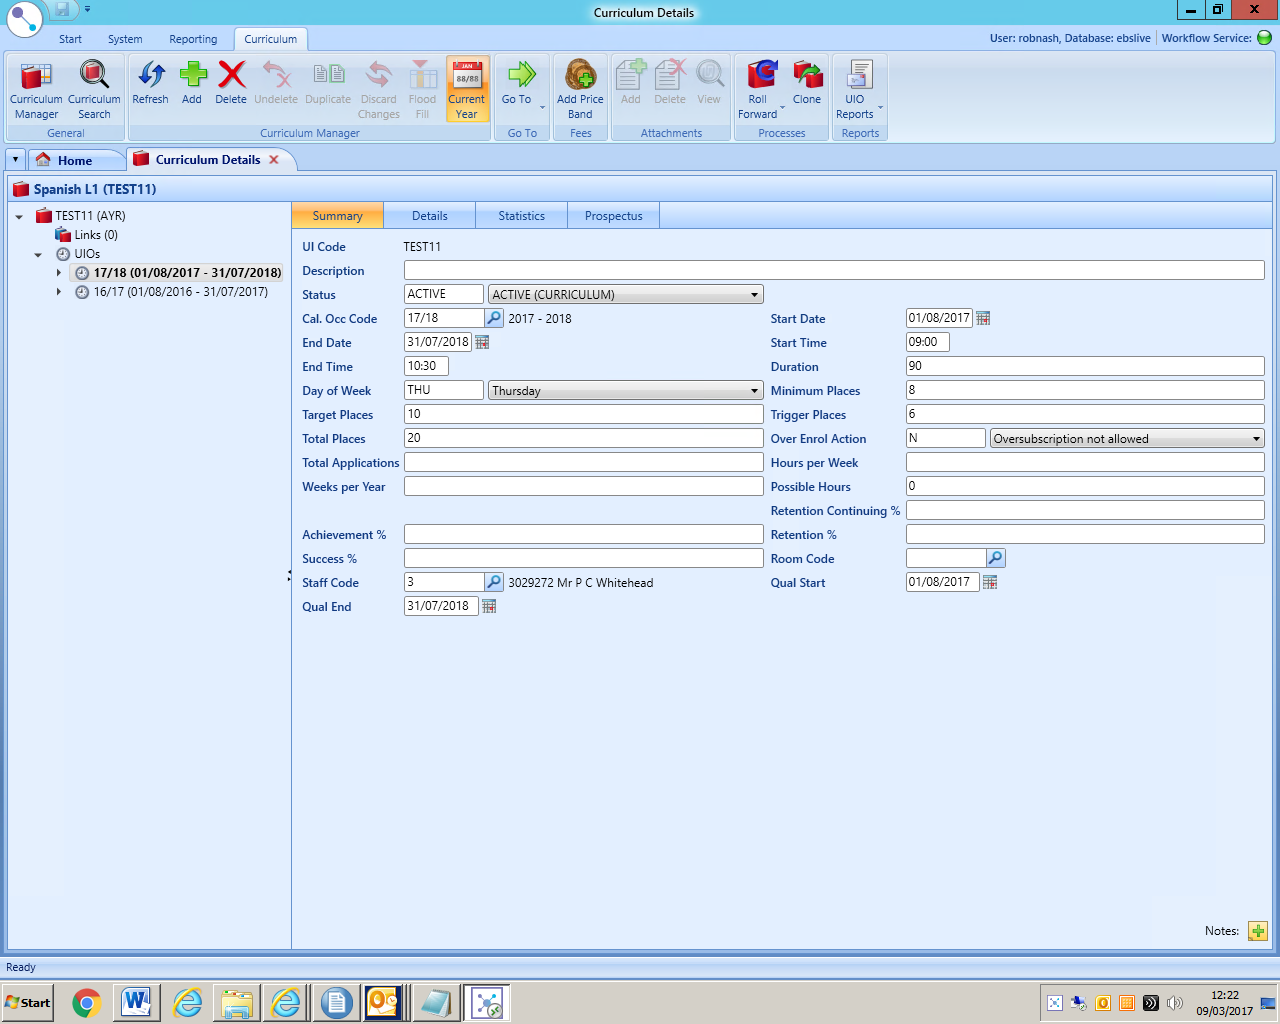 Curriculum Details
Start System Reporting Curriculum
User: robnash, Database: ebslive Workflow Service:
Curriculum Manager
Curriculum Search
Refresh
Add
Delete
Undelete
Duplicate
Discard Changes
Flood Fill
JAN
88/88
Current Year
Go To
Add Price Band
Add
Delete
View
Roll Forward
Clone
UIO Reports
General
Curriculum Manager
Go To
Fees
Attachments
Processes
Reports
Home
Curriculum Details
Spanish L1 (TEST11)
TEST11 (AYR)
Links (0)
UIOs
17/18 (01/08/2017 - 31/07/2018)
16/17 (01/08/2016 - 31/07/2017)
Summary Details Statistics Prospectus
UI Code TEST11
Description
Status ACTIVE ACTIVE (CURRICULUM)
Cal. Occ Code 17/18 2017 - 2018 Start Date 01/08/2017
End Date 31/07/2018 Start Time 09:00
End Time 10:30 Duration 90
Day of Week THU Thursday Minimum Places 8
Target Places 10 Trigger Places 6
Total Places 20 Over Enrol Action N Oversubscription not allowed
Total Applications Hours per Week
Weeks per Year Possible Hours 0
Retention Continuing %
Achievement % Retention %
Success % Room Code
Staff Code 3 3029272 Mr P C Whitehead Qual Start 01/08/2017
Qual End 31/07/2018
Notes:
Ready
Start
12:22
09/03/2017